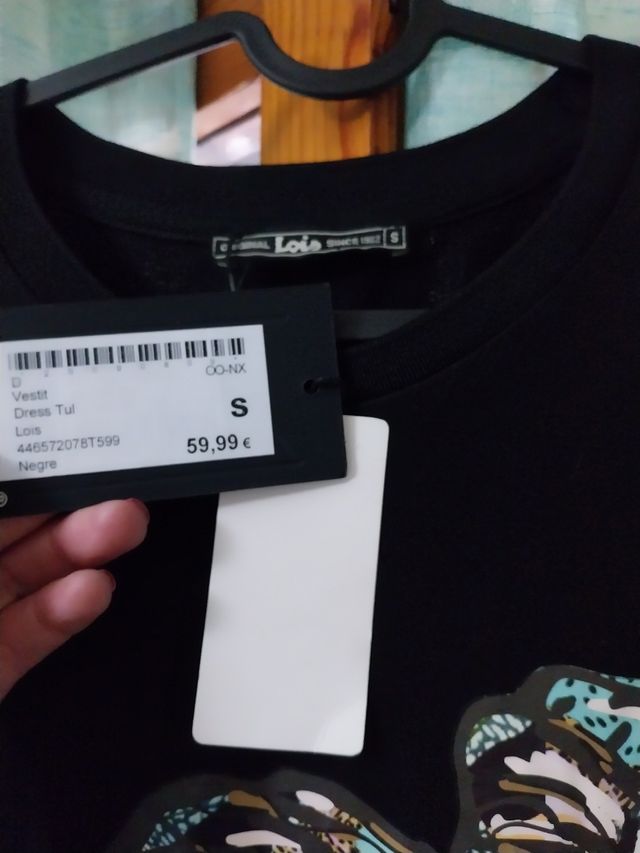 ORIGINAL Lois SINCE 1962 S
OO-NX
D
Vestit
Dress Tul
S
Lois
446572078T599
59,99 €
Negre